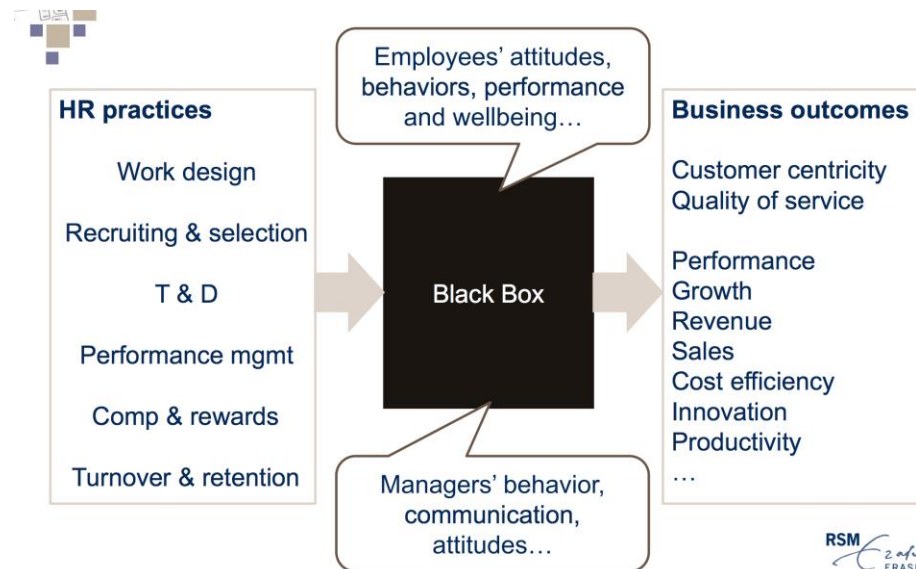 HR practices
Work design
Recruiting & selection
T & D
Performance mgmt
Comp & rewards
Turnover & retention
Employees’ attitudes,
behaviors, performance
and wellbeing…
Black Box
Managers’ behavior,
communication,
attitudes…
Business outcomes
Customer centricity
Quality of service
Performance
Growth
Revenue
Sales
Cost efficiency
Innovation
Productivity
…
RSM